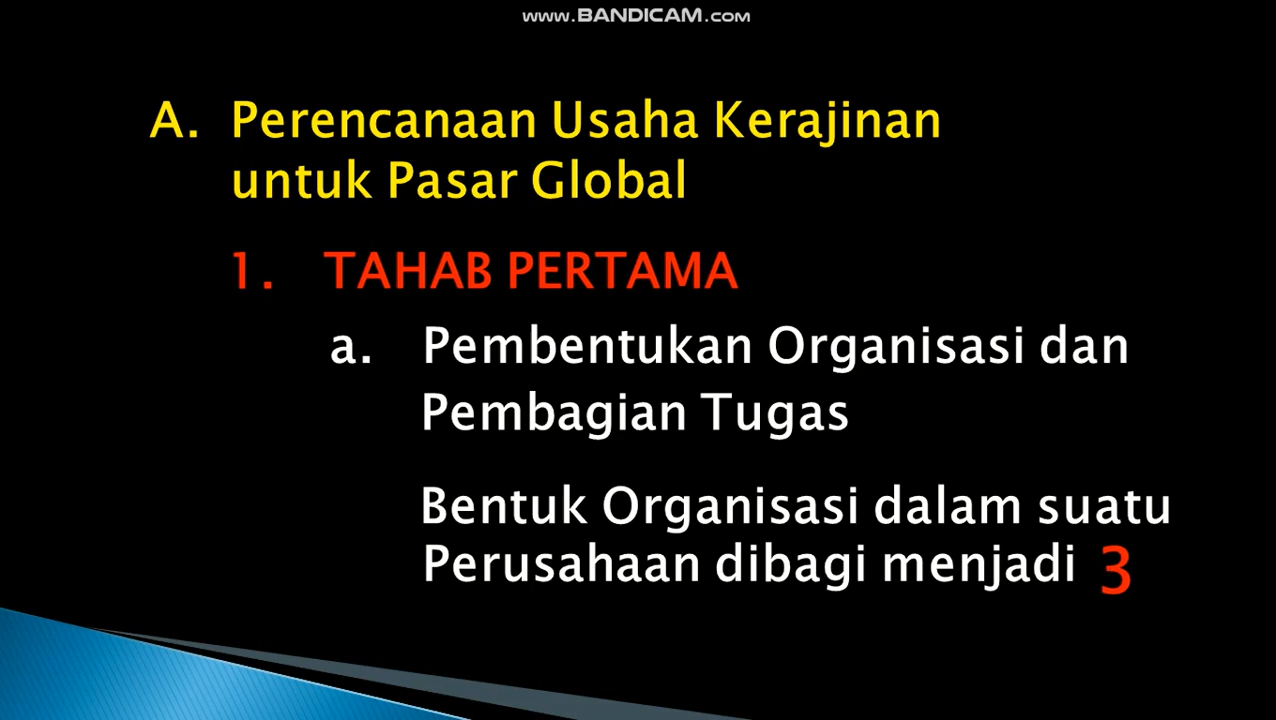 www.BANDICAM.com
A. Perencanaan Usaha Kerajinan
untuk Pasar Global
1. TAHAB PERTAMA
a. Pembentukan Organisasi dan
Pembagian Tugas
Bentuk Organisasi dalam suatu
Perusahaan dibagi menjadi 3